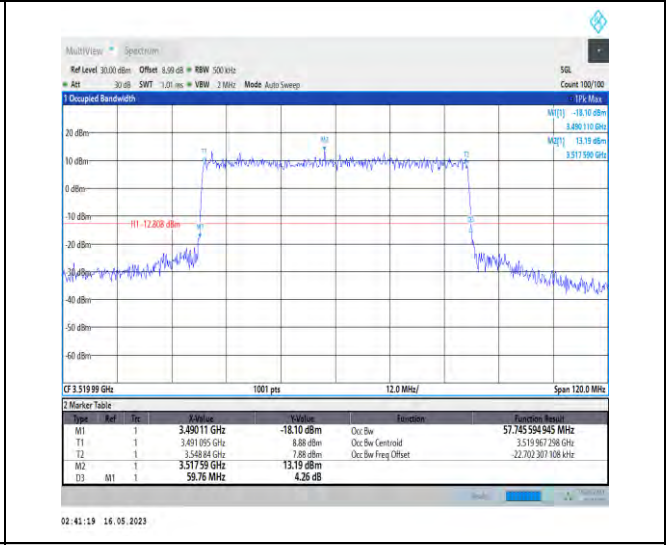 MultiView Spectrum
Ref Level 30.00 dBm Offset 8.99 dB RBW 500 kHz SGL
Att 30 dB SWT 1.01 ms VBW 2 MHz Mode Auto Sweep Count 100/100
1 Occupied Bandwidth 1Pk Max
M1[1] -18.10 dBm
3.490 110 GHz
M2[1] 13.19 dBm
3.517 590 GHz
20 dBm
M2
T1 T2
10 dBm
0 dBm
-10 dBm
H1 -12.808 dBm
M1 D3
-20 dBm
-30 dBm
-40 dBm
-50 dBm
-60 dBm
CF 3.519 99 GHz 1001 pts 12.0 MHz/ Span 120.0 MHz
2 Marker Table
Type Ref Trc X-Value Y-Value Function Function Result
M1 1 3.490 11 GHz -18.10 dBm Occ Bw 57.745 594 945 MHz
T1 1 3.491 095 GHz 8.88 dBm Occ Bw Centroid 3.519 967 298 GHz
T2 1 3.548 84 GHz 7.88 dBm Occ Bw Freq Offset -22.702 307 108 kHz
M2 1 3.517 59 GHz 13.19 dBm
D3 M1 1 59.76 MHz 4.26 dB
02:41:19 16.05.2023